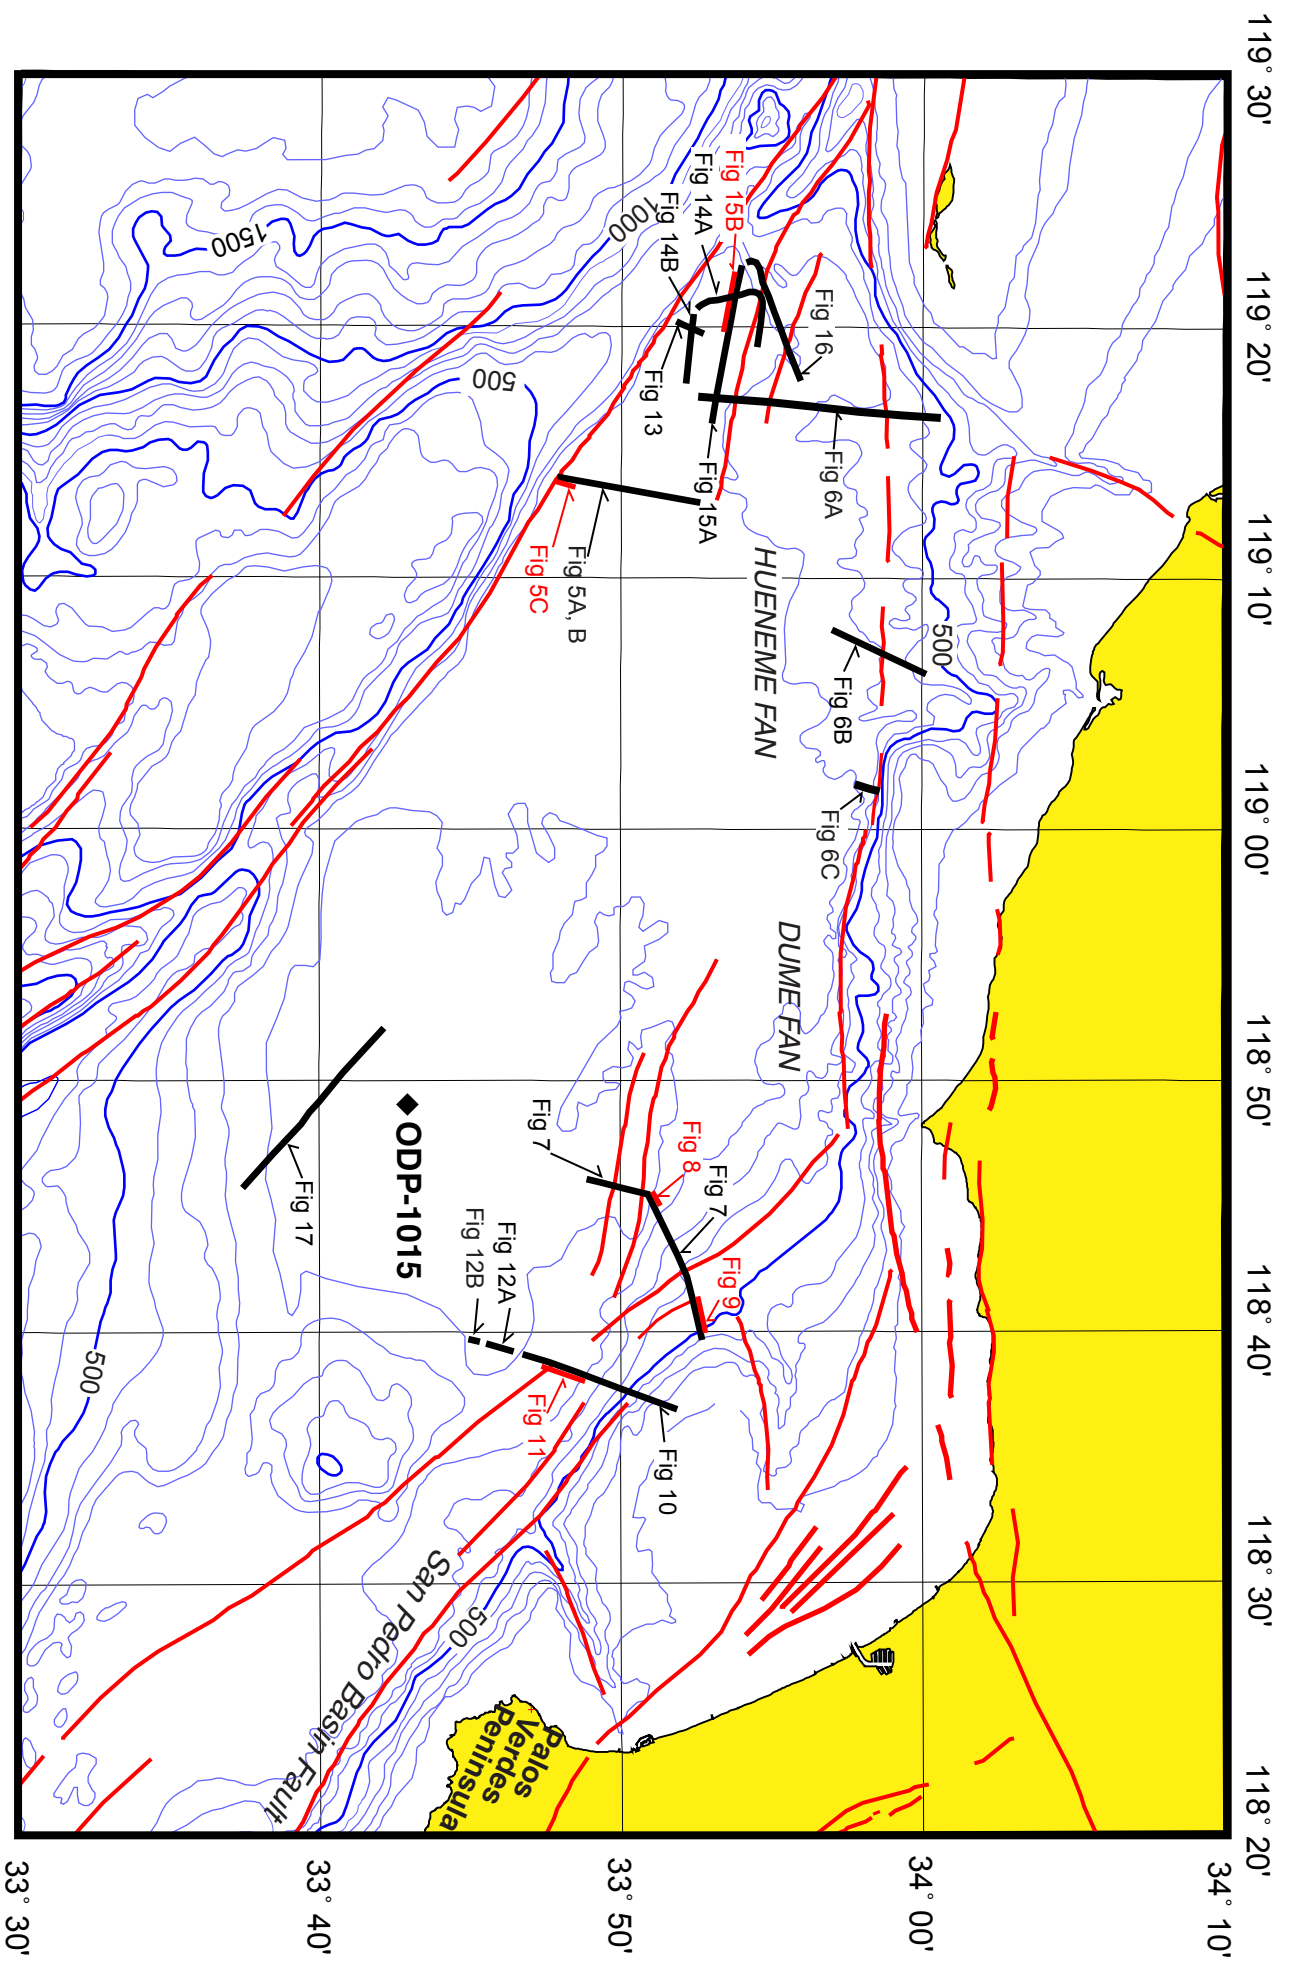 119° 30'
119° 20'
119° 10'
119° 00'
118° 50'
118° 40'
118° 30'
118° 20'
34° 10'
34° 00'
33° 50'
33° 40'
33° 30'
Fig 16
Fig 6A
500
Fig 6B
Fig 6C
HUENEME FAN
DUME FAN
Fig 15B
Fig 14A
Fig 14B
Fig 13
Fig 15A
1000
1500
500
Fig 5A, B
Fig 5C
Fig 9
Fig 7
Fig 8
Fig 7
Fig 10
Fig 11
Fig 12A
Fig 12B
ODP-1015
Fig 17
500
500
San Pedro Basin Fault
Palos
Verdes
Peninsula